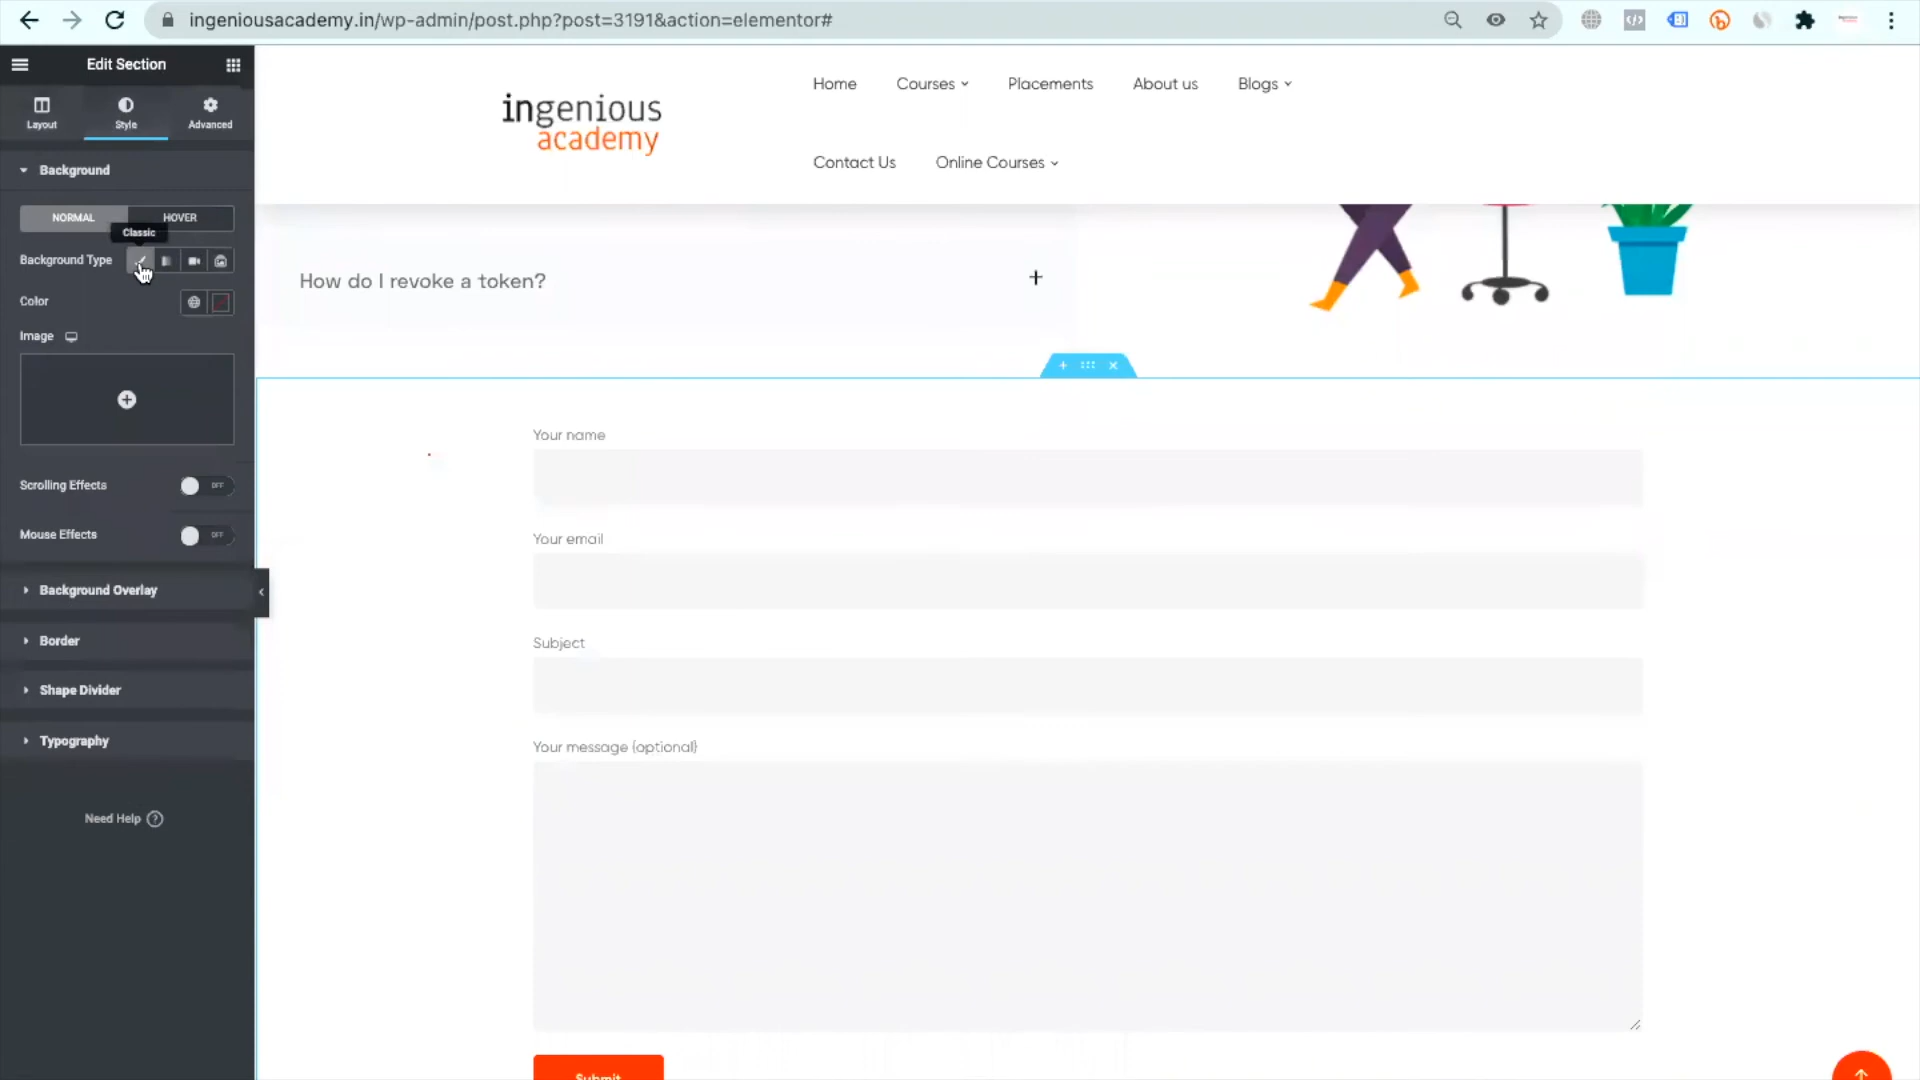 ingeniousacademy.in/wp-admin/post.php?post=3191&action=elementor#
Edit Section
Layout
Style
Advanced
Background
NORMAL
HOVER
Classic
Background Type
Color
Image
Scrolling Effects
OFF
Mouse Effects
OFF
Background Overlay
Border
Shape Divider
Typography
Need Help
ingenious
academy
Home
Courses
Placements
About us
Blogs
Contact Us
Online Courses
How do I revoke a token?
Your name
Your email
Subject
Your message (optional)
Submit